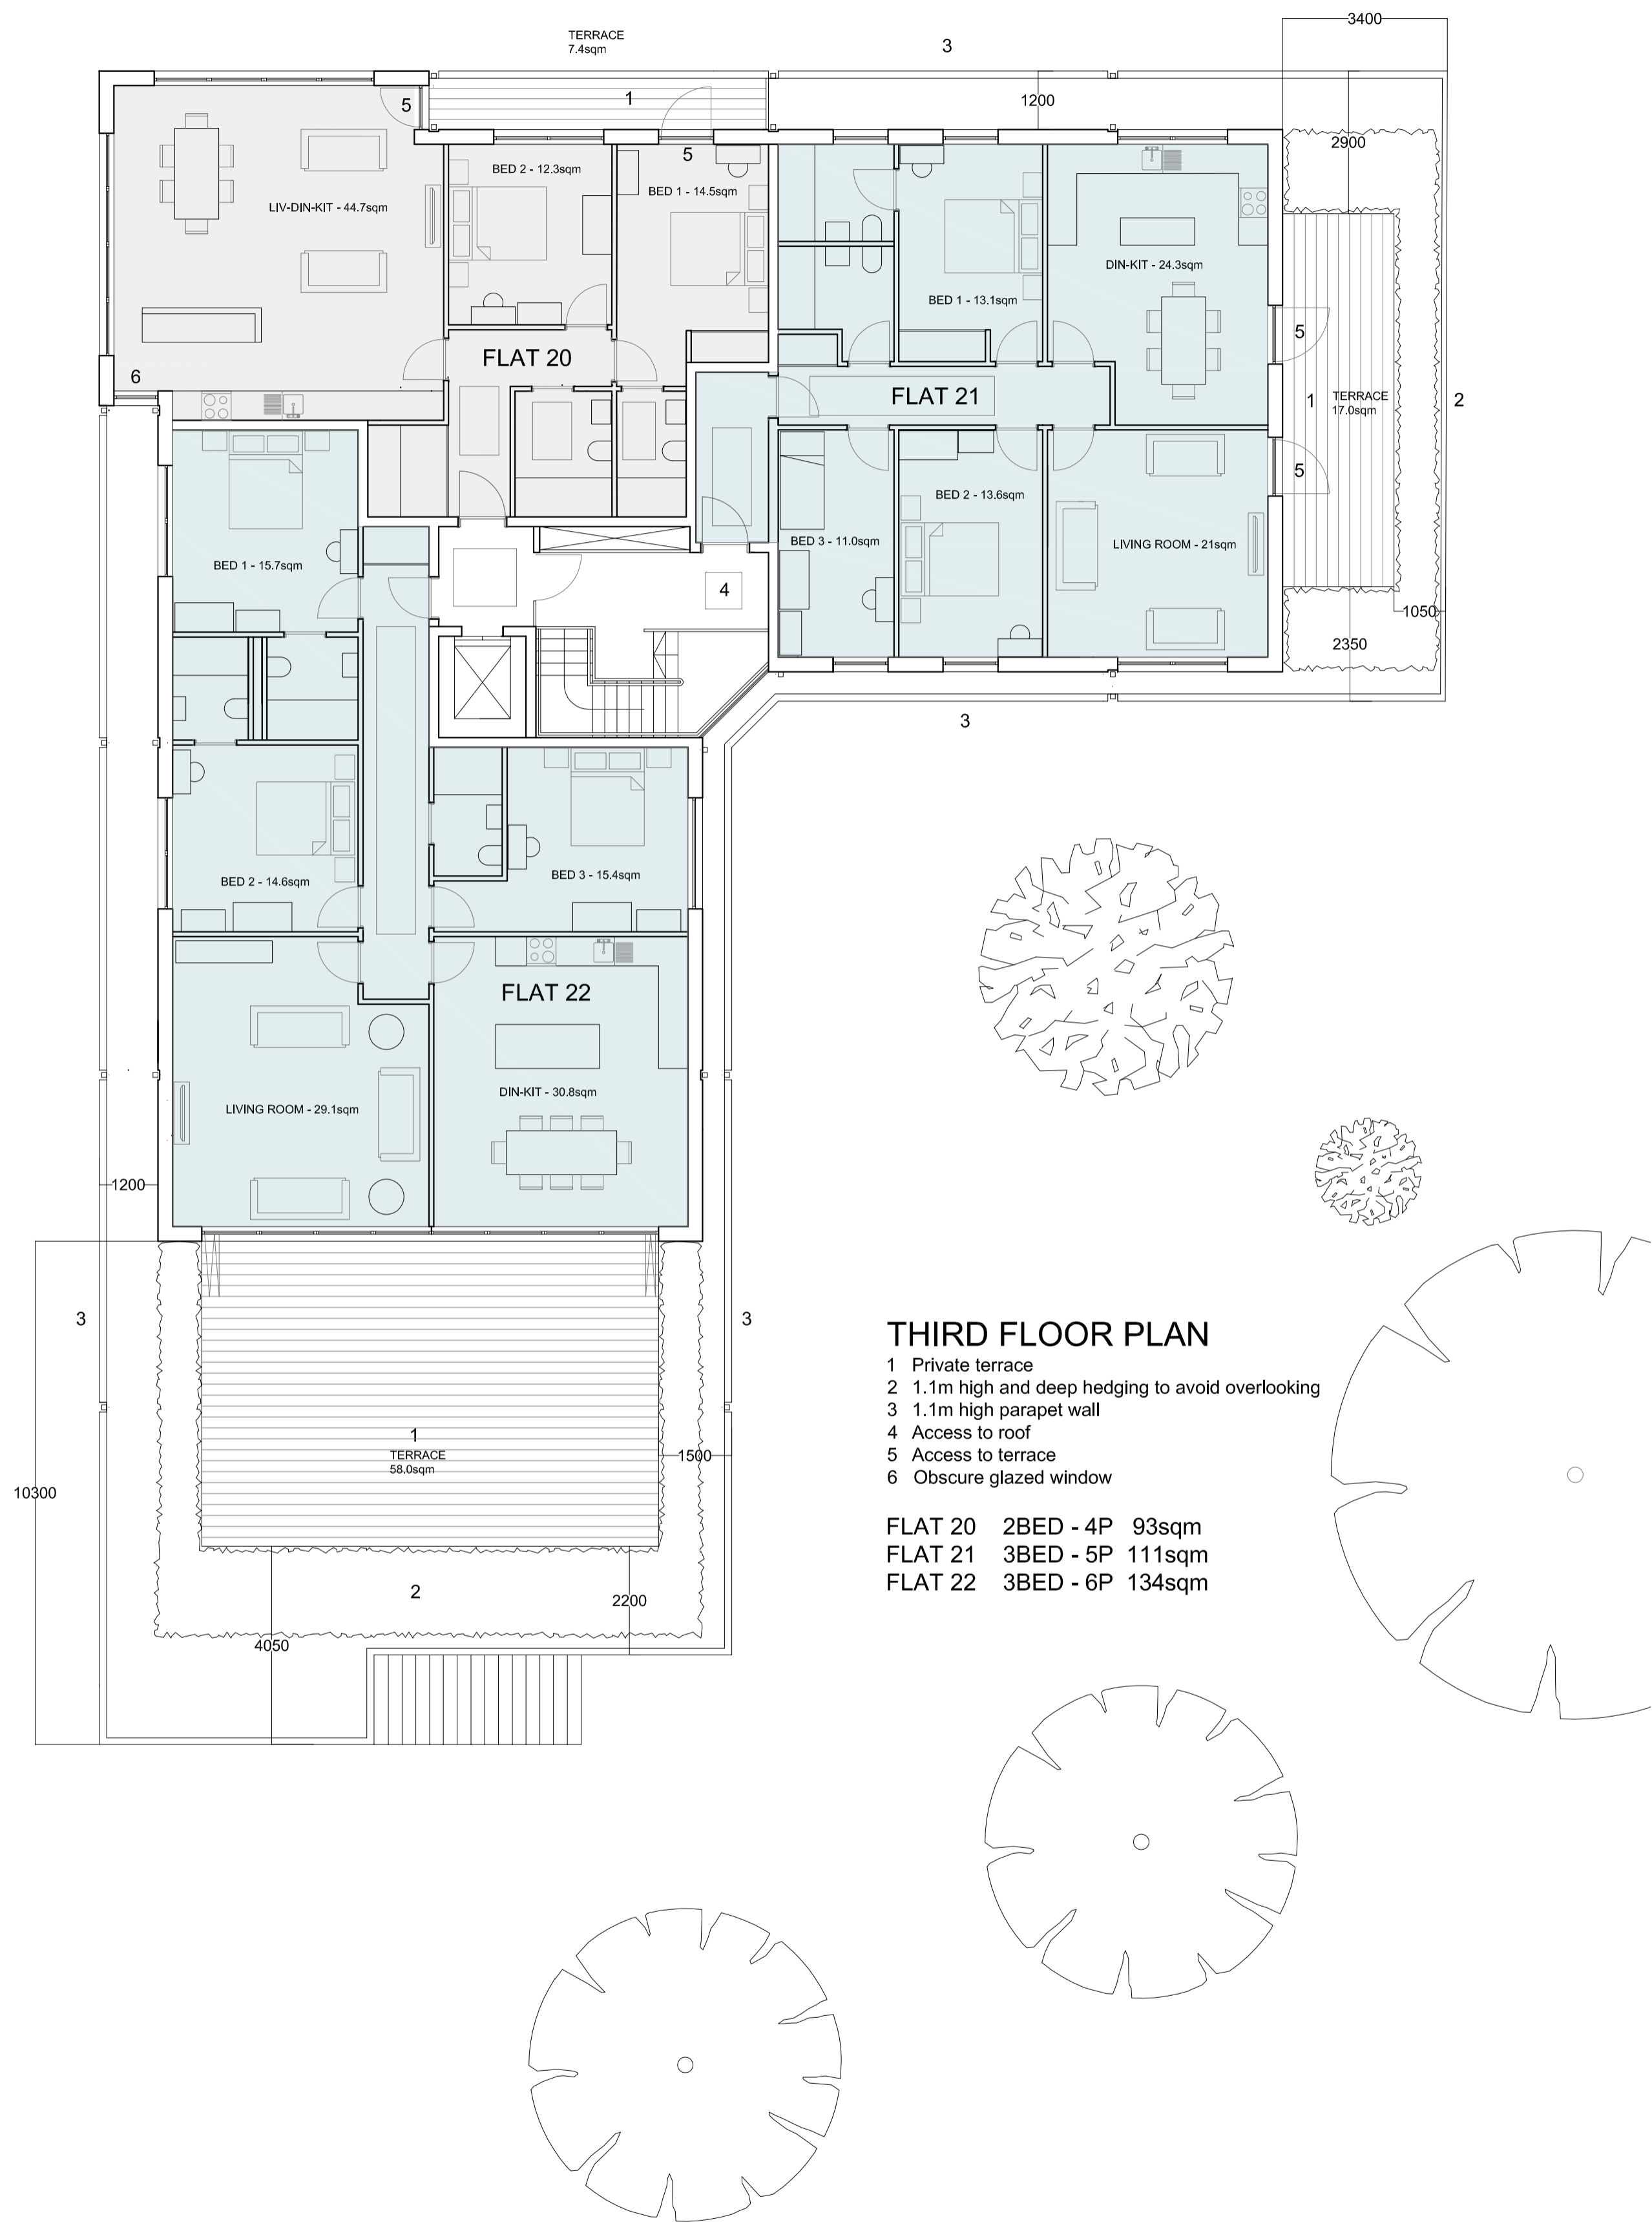 3400
TERRACE
7.4sqm
3
5
1
1200
2900
5
BED 2 - 12.3sqm
BED 1 - 14.5sqm
LIV-DIN-KIT - 44.7sqm
DIN-KIT - 24.3sqm
BED 1 - 13.1sqm
5
FLAT 20
6
FLAT 21
1
TERRACE
17.0sqm
2
5
BED 2 - 13.6sqm
BED 3 - 11.0sqm
LIVING ROOM - 21sqm
BED 1 - 15.7sqm
4
1050
2350
3
BED 2 - 14.6sqm
BED 3 - 15.4sqm
FLAT 22
DIN-KIT - 30.8sqm
LIVING ROOM - 29.1sqm
1200
3
3
1
TERRACE
58.0sqm
1500
10300
2
2200
4050
THIRD FLOOR PLAN
1 Private terrace
2 1.1m high and deep hedging to avoid overlooking
3 1.1m high parapet wall
4 Access to roof
5 Access to terrace
6 Obscure glazed window
FLAT 20 2BED - 4P 93sqm
FLAT 21 3BED - 5P 111sqm
FLAT 22 3BED - 6P 134sqm